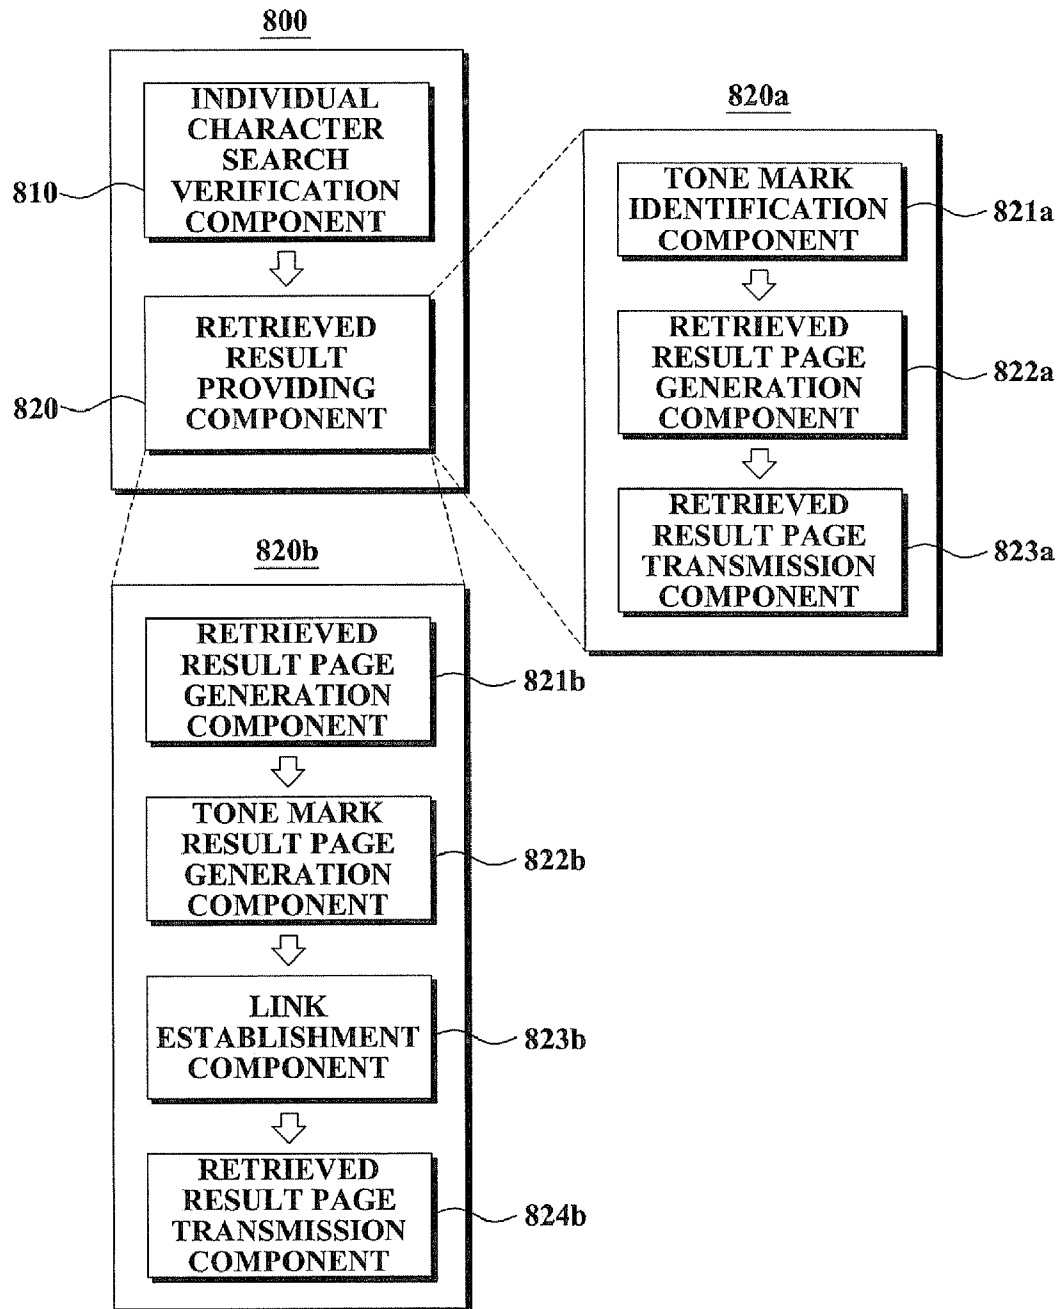 800
INDIVIDUAL
CHARACTER
SEARCH
VERIFICATION
COMPONENT
810
RETRIEVED
RESULT
PROVIDING
COMPONENT
820
820a
TONE MARK
IDENTIFICATION
COMPONENT
821a
RETRIEVED
RESULT PAGE
GENERATION
COMPONENT
822a
RETRIEVED
RESULT PAGE
TRANSMISSION
COMPONENT
823a
820b
RETRIEVED
RESULT PAGE
GENERATION
COMPONENT
821b
TONE MARK
RESULT PAGE
GENERATION
COMPONENT
822b
LINK
ESTABLISHMENT
COMPONENT
823b
RETRIEVED
RESULT PAGE
TRANSMISSION
COMPONENT
824b